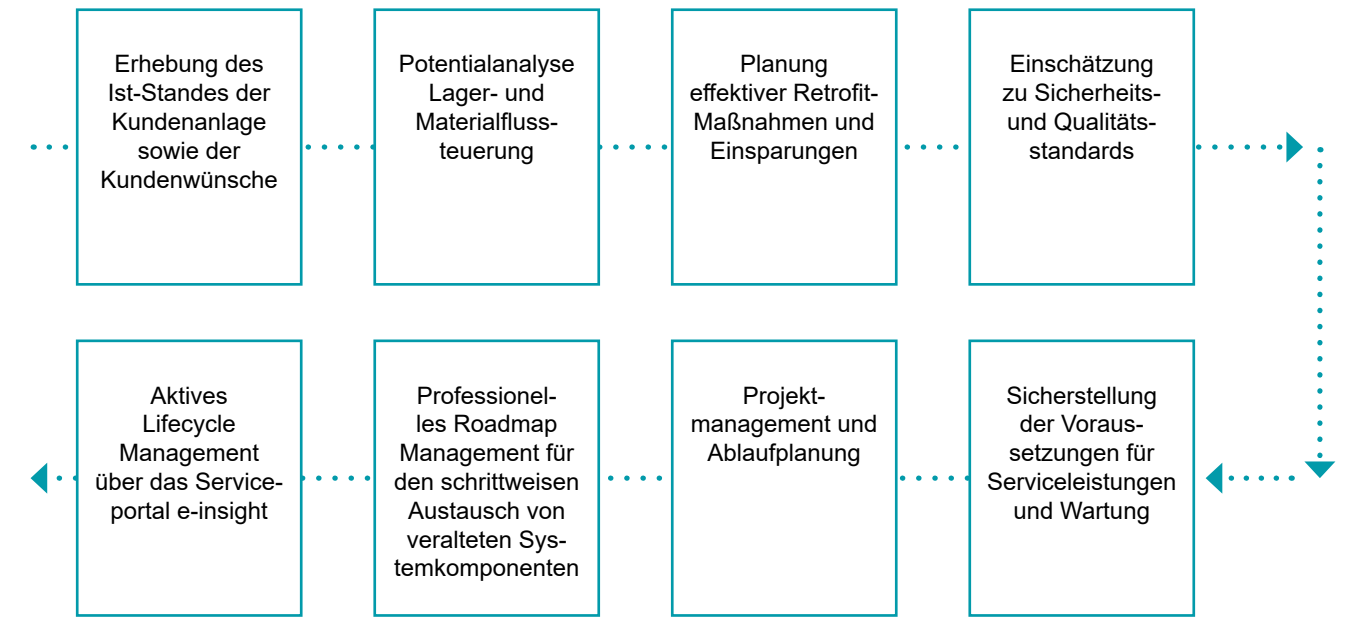 Erhebung des
Ist-Standes der
Kundenanlage
sowie der
Kundenwünsche
Potentialanalyse
Lager- und
Materialfluss-
teuerung
Planung
effektiver Retrofit-
Maßnahmen und
Einsparungen
Einschätzung
zu Sicherheits-
und Qualitäts-
standards
Sicherstellung
der Voraus-
setzungen für
Serviceleistungen
und Wartung
Projekt-
management und
Ablaufplanung
Professionel-
les Roadmap
Management für
den schrittweisen
Austausch von
veralteten Sys-
temkomponenten
Aktives
Lifecycle
Management
über das Service-
portal e-insight